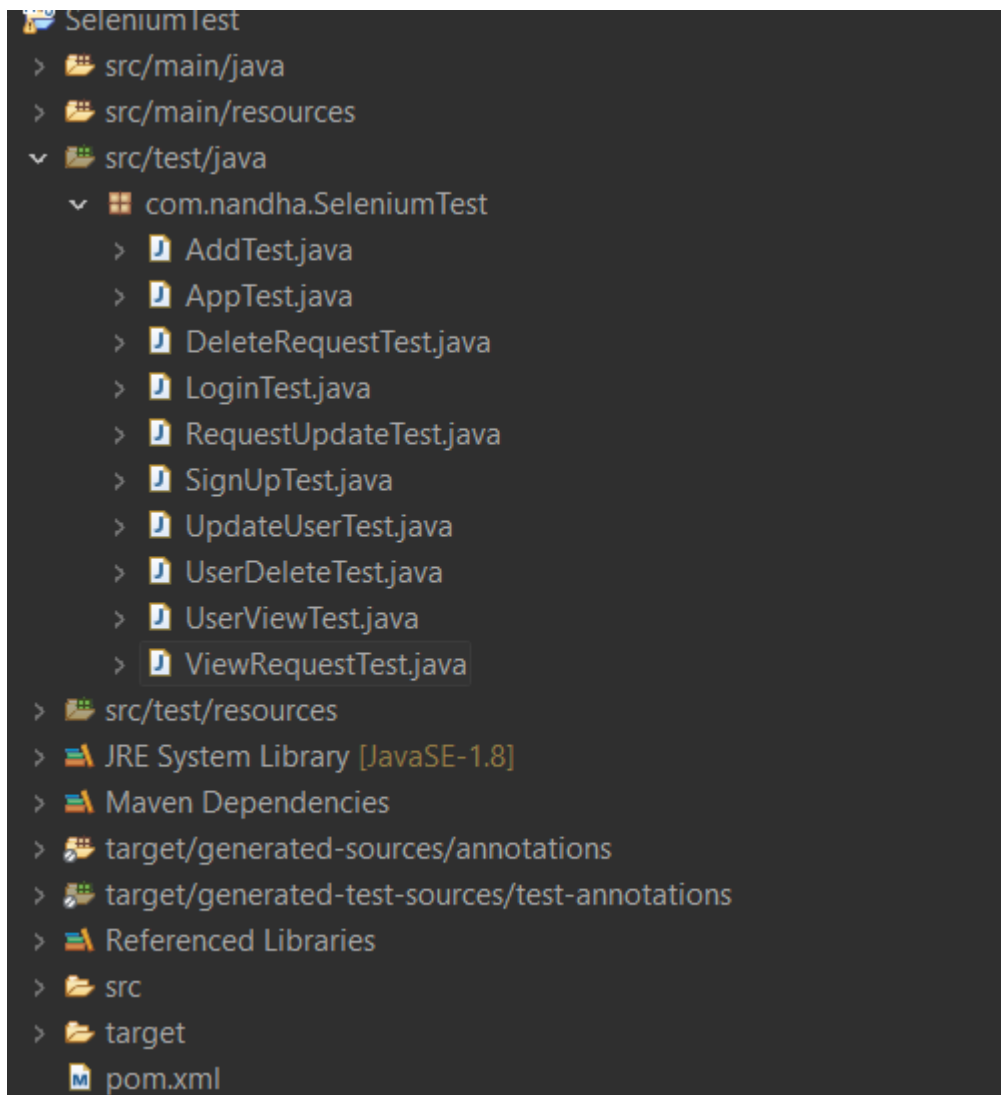 SeleniumTest
src/main/java
src/main/resources
src/test/java
com.nandha.SeleniumTest
AddTest.java
AppTest.java
DeleteRequestTest.java
LoginTest.java
RequestUpdateTest.java
SignUpTest.java
UpdateUserTest.java
UserDeleteTest.java
UserViewTest.java
ViewRequestTest.java
src/test/resources
JRE System Library [JavaSE-1.8]
Maven Dependencies
target/generated-sources/annotations
target/generated-test-sources/test-annotations
Referenced Libraries
src
target
pom.xml